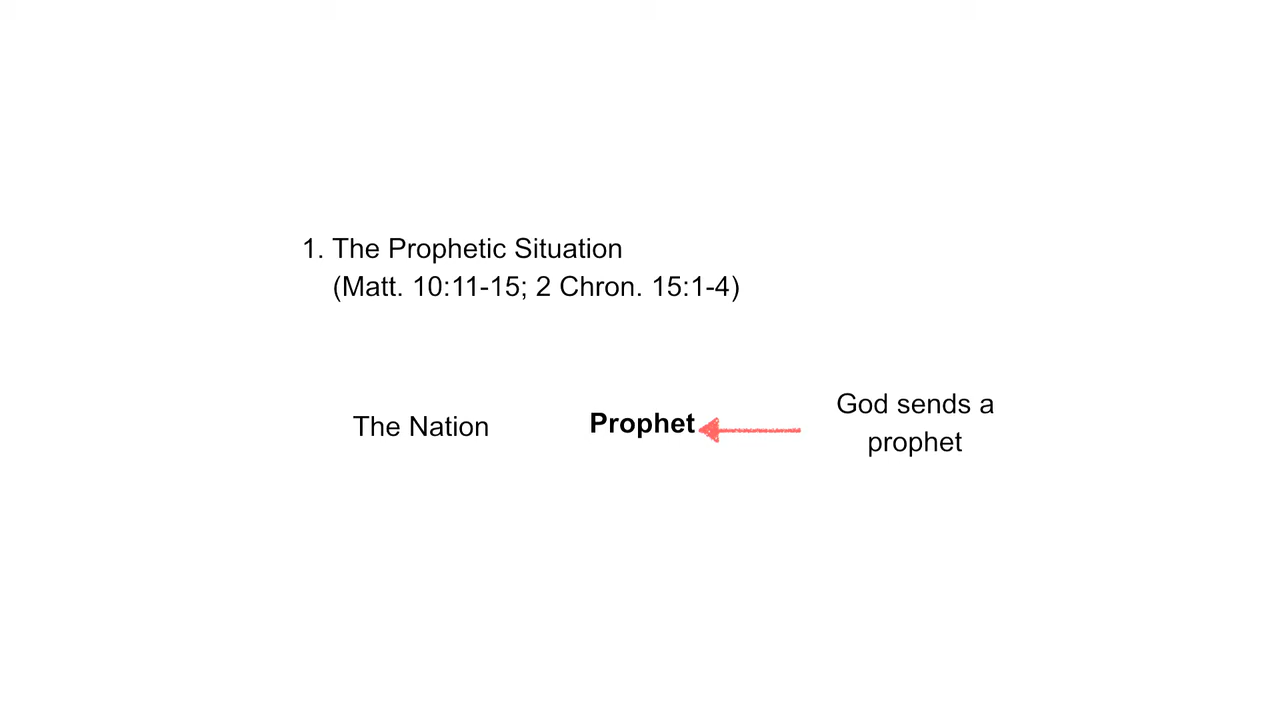 1. The Prophetic Situation
(Matt. 10:11-15; 2 Chron. 15:1-4)
The Nation
Prophet
God sends a
prophet